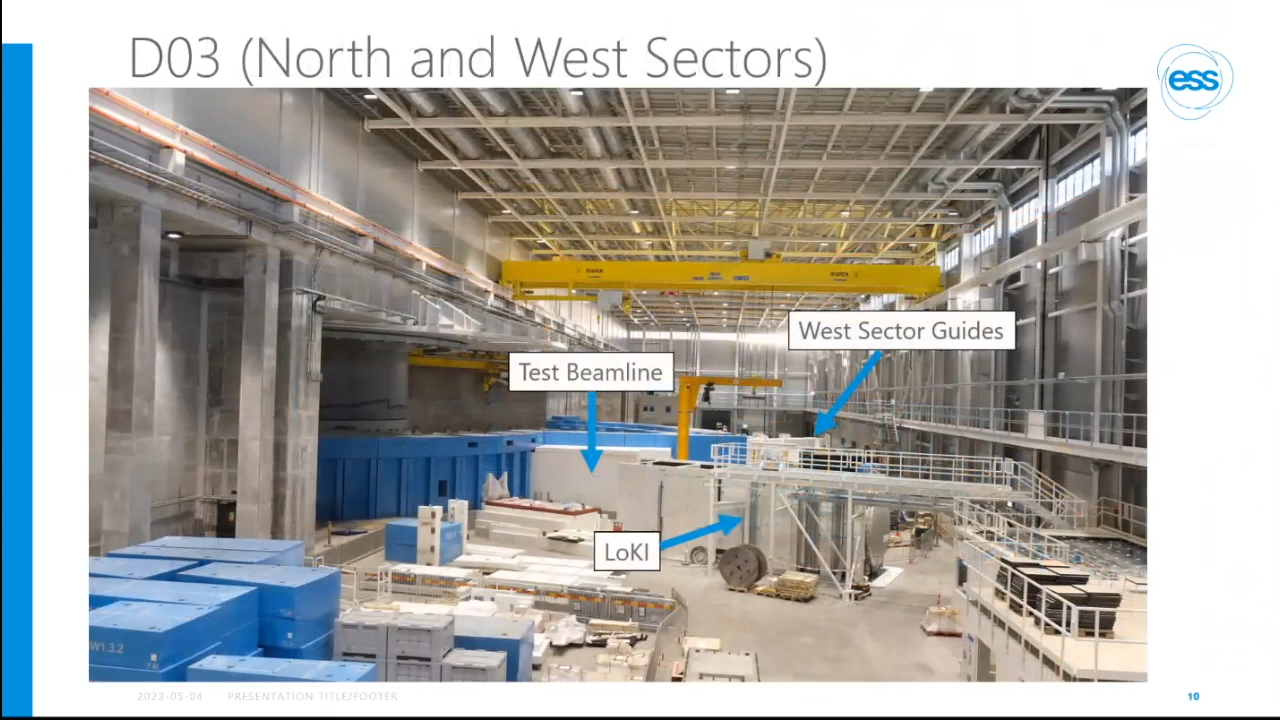 D03 (North and West Sectors)
ess
West Sector Guides
Test Beamline
LoKI
W1.3.2
2023-05-04 PRESENTATION TITLE/FOOTER
10